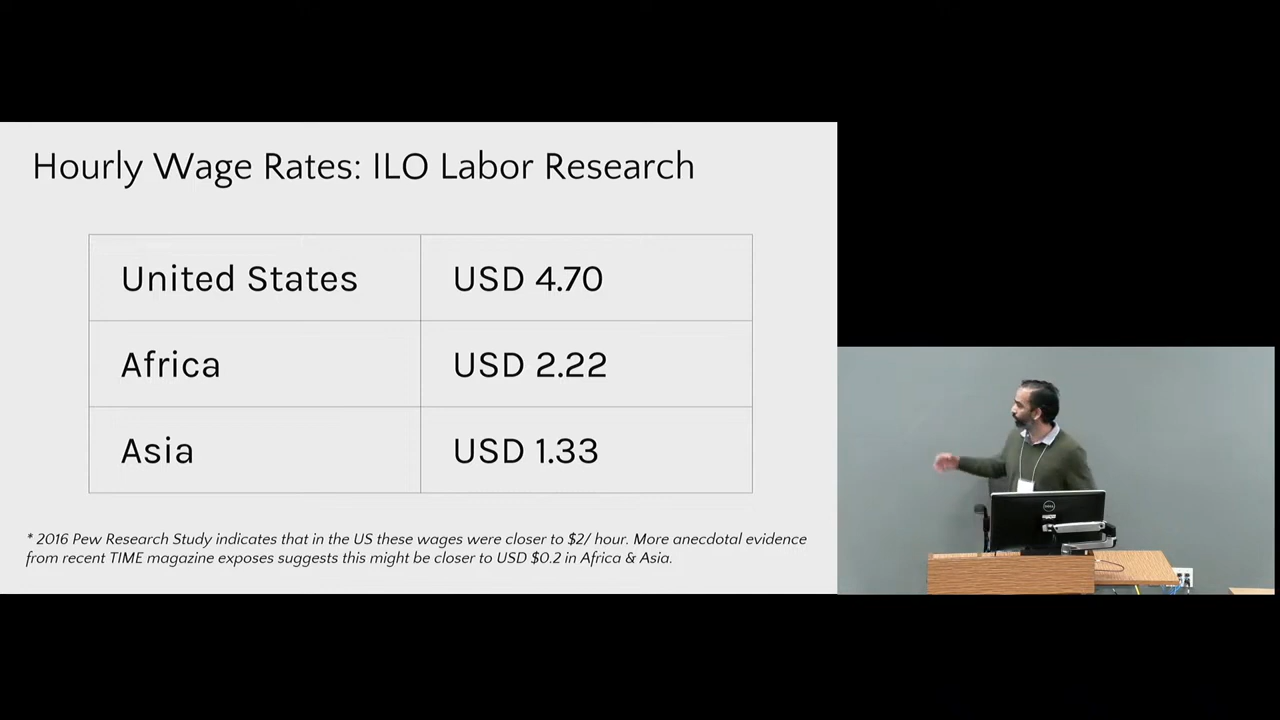 Hourly Wage Rates: ILO Labor Research
United States USD 4.70
Africa USD 2.22
Asia USD 1.33
* 2016 Pew Research Study indicates that in the US these wages were closer to $2/ hour. More anecdotal evidence
from recent TIME magazine exposes suggests this might be closer to USD $0.2 in Africa & Asia.
DELL